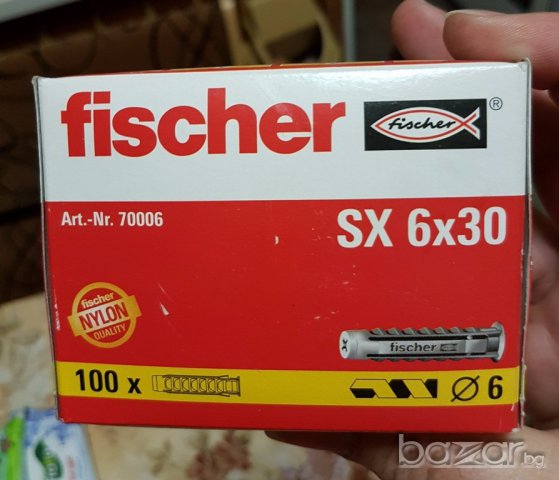 fischer
fischer ®
Art.-Nr. 70006
SX 6x30
fischer
NYLON
QUALITY
fischer
100 x
Ø 6
bazar.bg